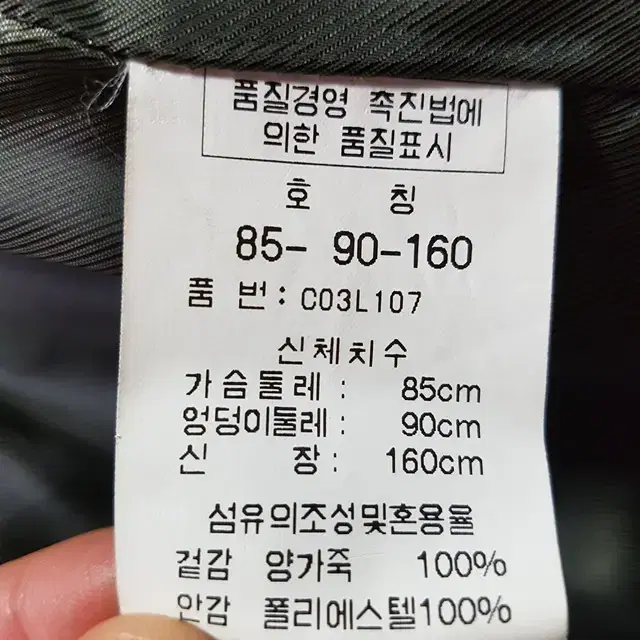 품질경영 촉진법에
의한 품질표시
호 칭
85- 90-160
품 번: C03L107
신체치수
가슴둘레: 85cm
엉덩이둘레: 90cm
신 장: 160cm
섬유의조성및혼용율
겉감 양가죽 100%
안감 폴리에스텔100%